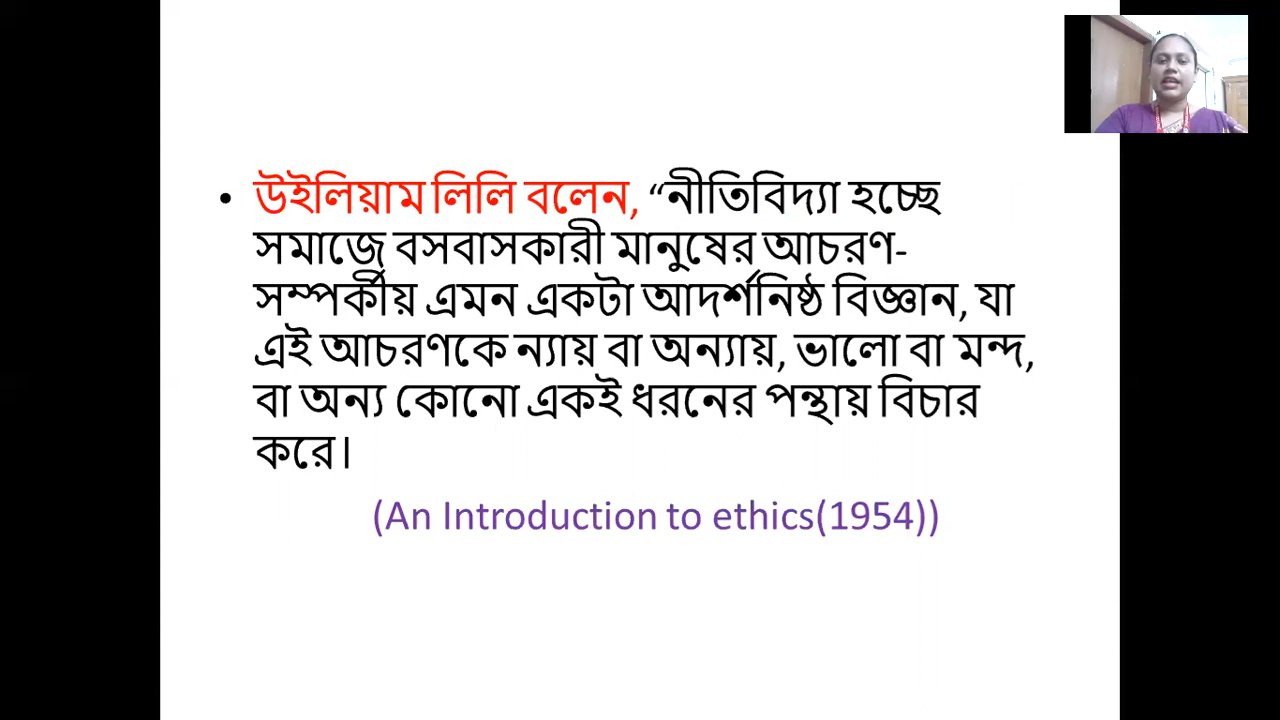 • উইলিয়াম লিলি বলেন, “নীতিবিদ্যা হচ্ছে
সমাজে বসবাসকারী মানুষের আচরণ-
সম্পর্কীয় এমন একটা আদর্শনিষ্ঠ বিজ্ঞান, যা
এই আচরণকে ন্যায় বা অন্যায়, ভালো বা মন্দ,
বা অন্য কোনো একই ধরনের পন্থায় বিচার
করে।
(An Introduction to ethics(1954))